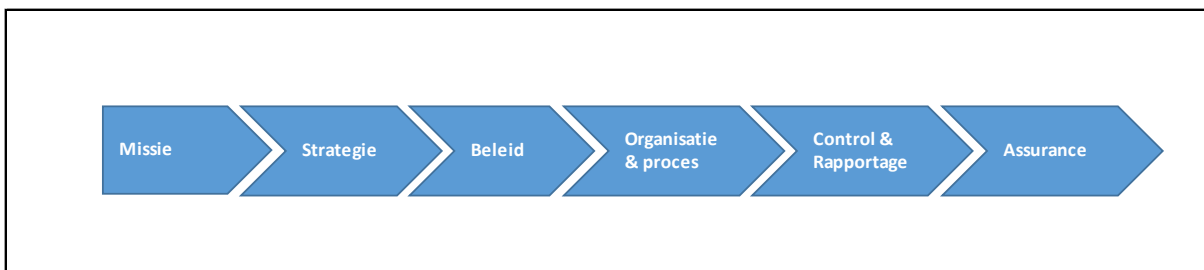 Missie
Strategie
Beleid
Organisatie
& proces
Control &
Rapportage
Assurance